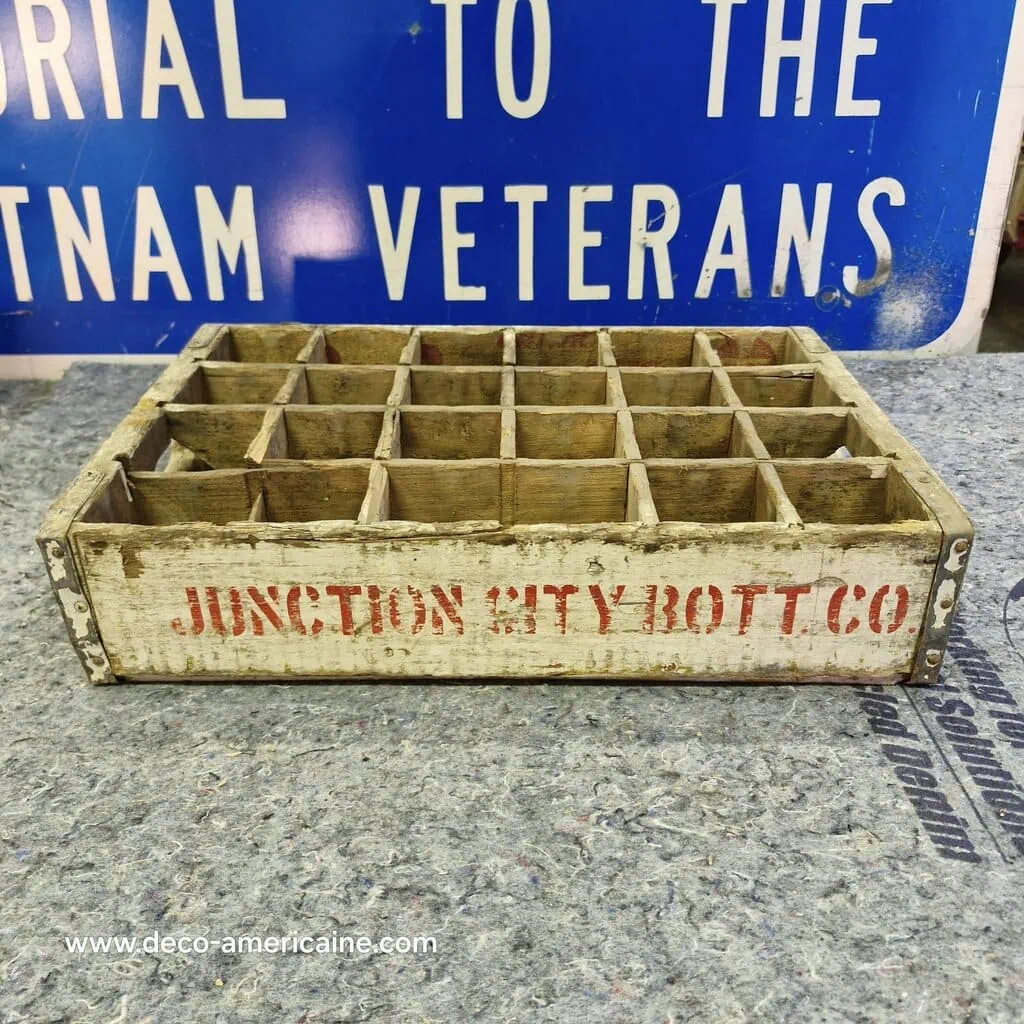 RIAL TO THE
TNAM VETERANS
JUNCTION CITY BOTT. CO.
www.deco-americaine.com